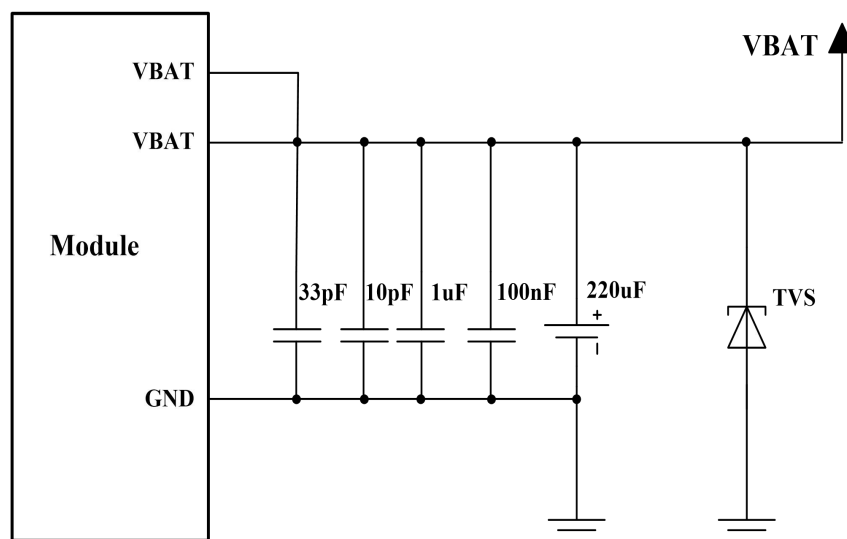 VBAT
VBAT
VBAT
Module
33pF 10pF 1uF 100nF 220uF
+
TVS
GND